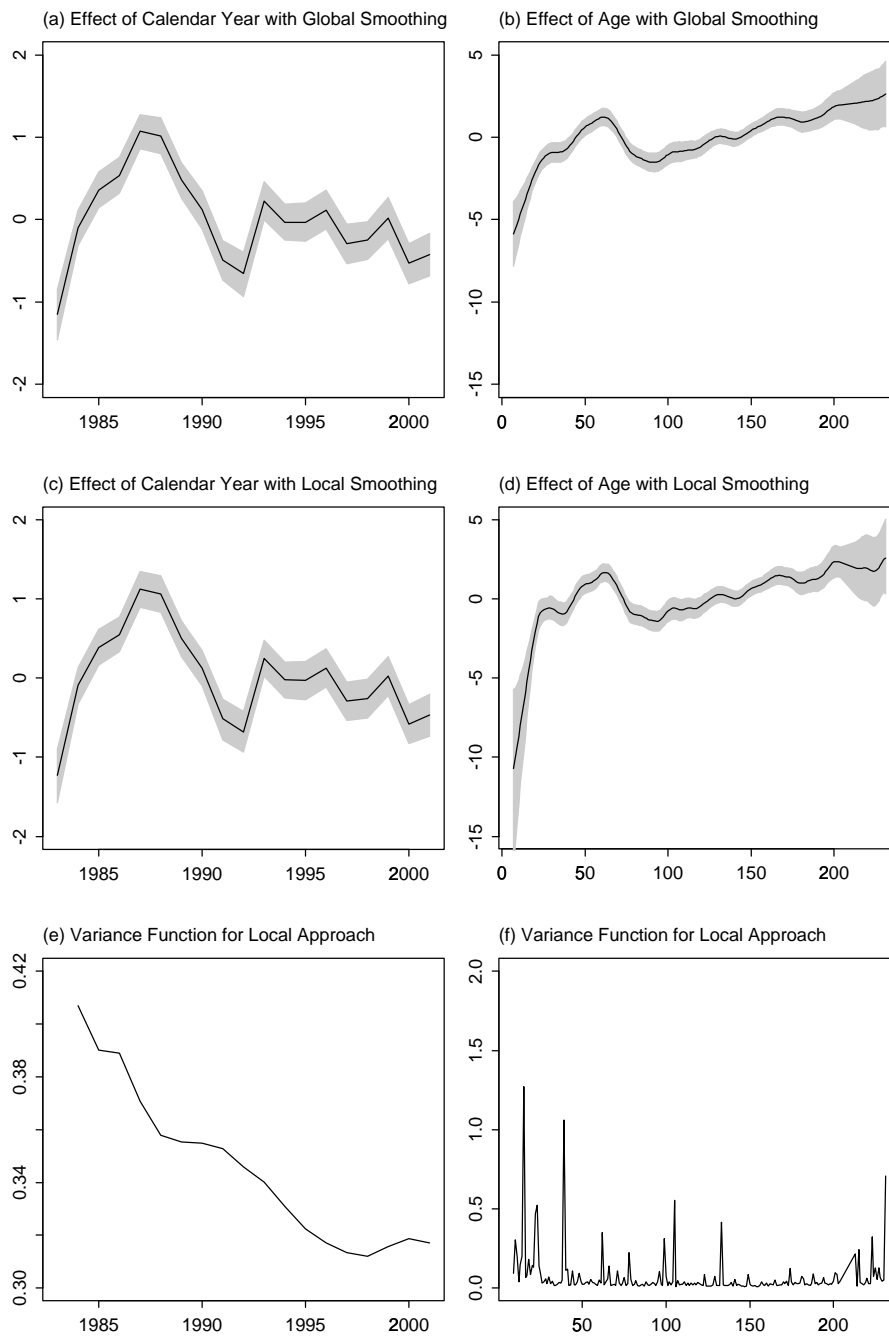 (a) Effect of Calendar Year with Global Smoothing
2
1
0
-1
-2
1985 1990 1995 2000
(b) Effect of Age with Global Smoothing
5
0
-5
-10
-15
0 50 100 150 200
(c) Effect of Calendar Year with Local Smoothing
2
1
0
-1
-2
1985 1990 1995 2000
(d) Effect of Age with Local Smoothing
5
0
-5
-10
-15
0 50 100 150 200
(e) Variance Function for Local Approach
0.42
0.38
0.34
0.30
1985 1990 1995 2000
(f) Variance Function for Local Approach
2.0
1.5
1.0
0.5
0.0
0 50 100 150 200